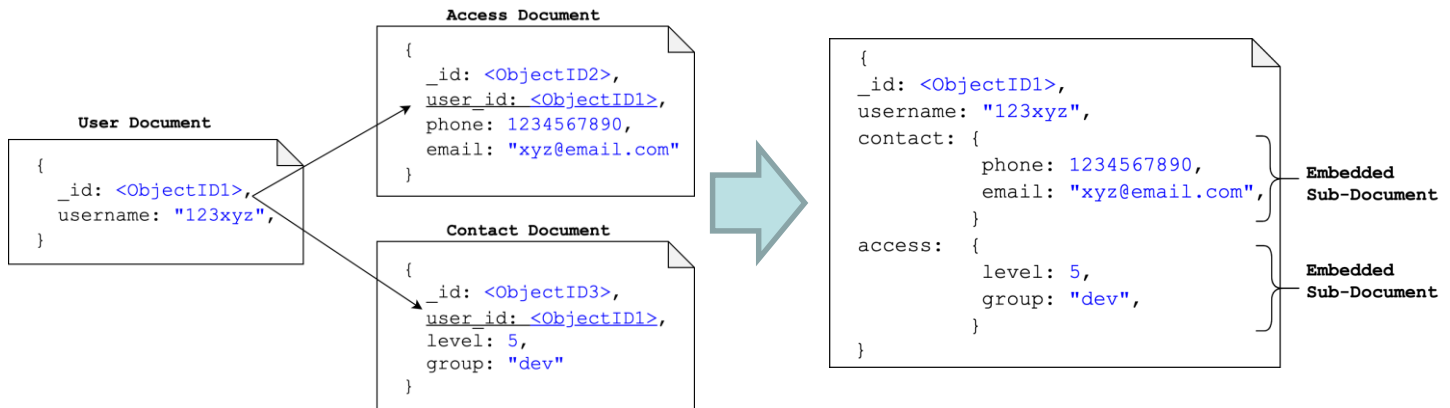 User Document
{
_id: <ObjectID1>,
username: "123xyz",
}
Access Document
{
_id: <ObjectID2>,
user_id: <ObjectID1>,
phone: 1234567890,
email: "xyz@email.com"
}
Contact Document
{
_id: <ObjectID3>,
user_id: <ObjectID1>,
level: 5,
group: "dev"
}
{
_id: <ObjectID1>,
username: "123xyz",
contact: {
phone: 1234567890,
email: "xyz@email.com",
}
access: {
level: 5,
group: "dev",
}
}
Embedded
Sub-Document
Embedded
Sub-Document